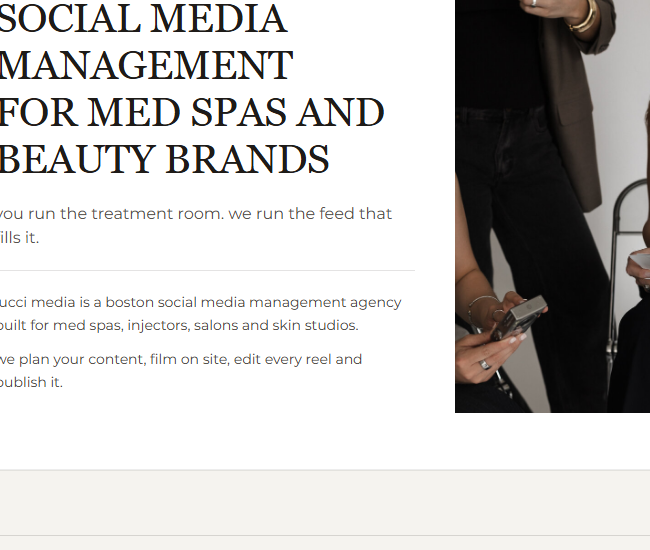 SOCIAL MEDIA
MANAGEMENT
FOR MED SPAS AND
BEAUTY BRANDS
you run the treatment room. we run the feed that
fills it.
ucci media is a boston social media management agency
built for med spas, injectors, salons and skin studios.
we plan your content, film on site, edit every reel and
publish it.